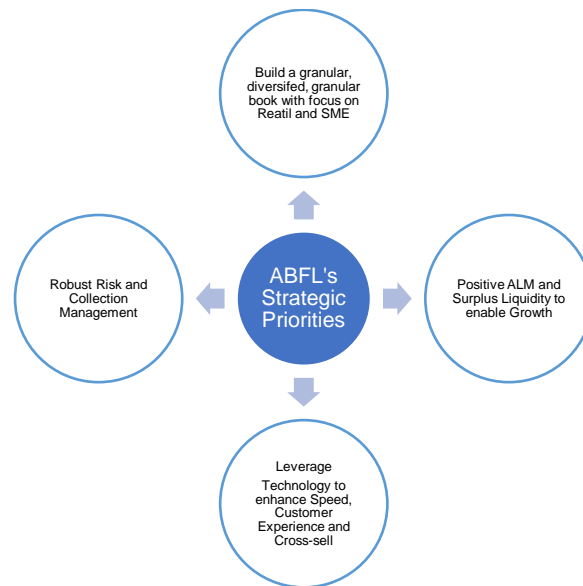 Build a granular,
diversifed, granular
book with focus on
Reatil and SME
Robust Risk and
Collection
Management
ABFL's
Strategic
Priorities
Positive ALM and
Surplus Liquidity to
enable Growth
Leverage
Technology to
enhance Speed,
Customer
Experience and
Cross-sell